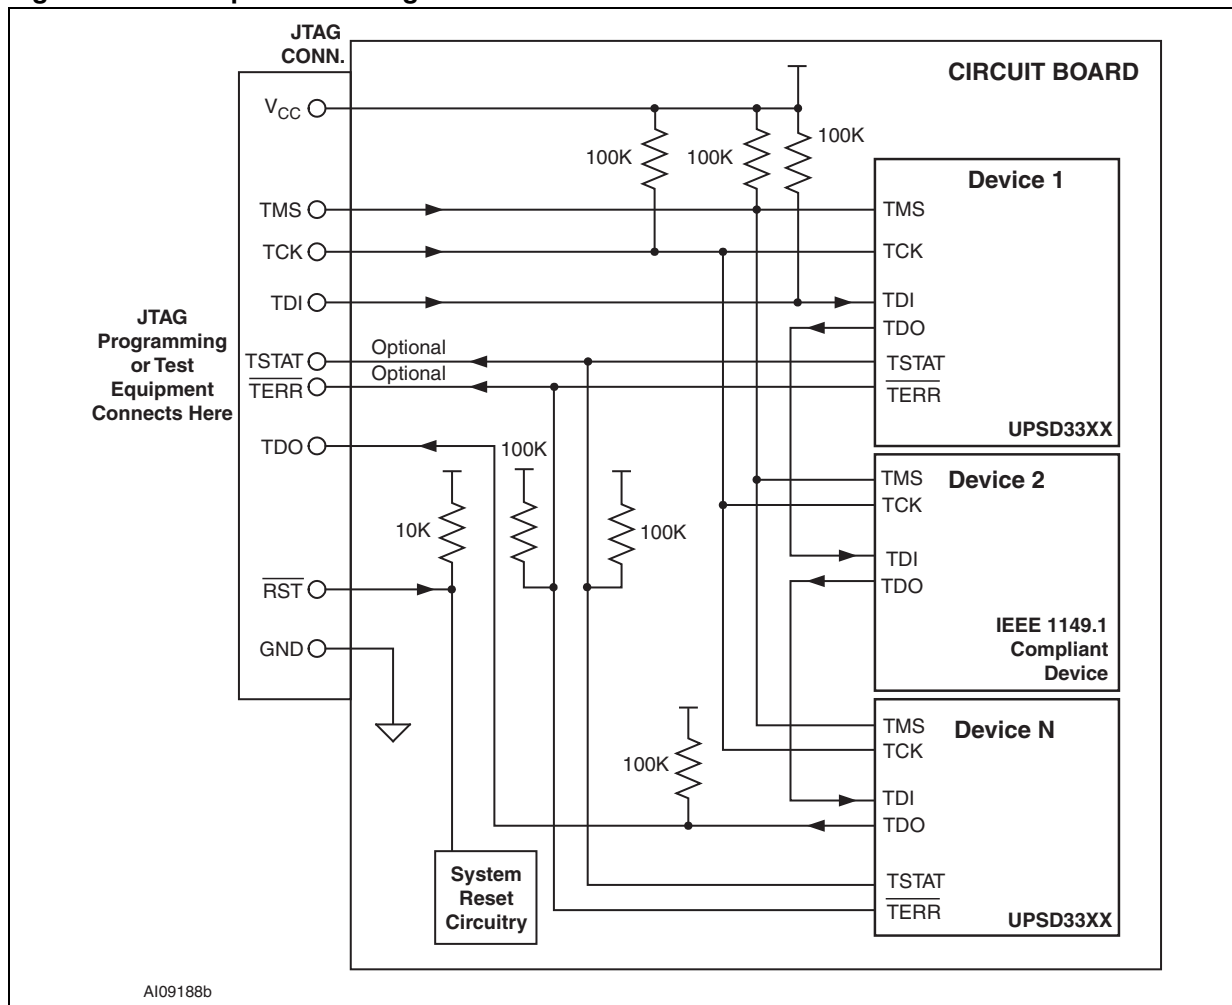 JTAG
CONN.
CIRCUIT BOARD
VCC
100K
100K
100K
Device 1
TMS
TMS
TCK
TCK
TDI
TDI
TDO
JTAG
Programming
or Test
Equipment
Connects Here
TSTAT
Optional
TSTAT
TERR
Optional
TERR
UPSD33XX
TDO
100K
10K
100K
TMS
Device 2
TCK
TDI
TDO
RST
IEEE 1149.1
Compliant
Device
GND
TMS
Device N
TCK
100K
TDI
TDO
System
Reset
Circuitry
TSTAT
TERR
UPSD33XX
AI09188b